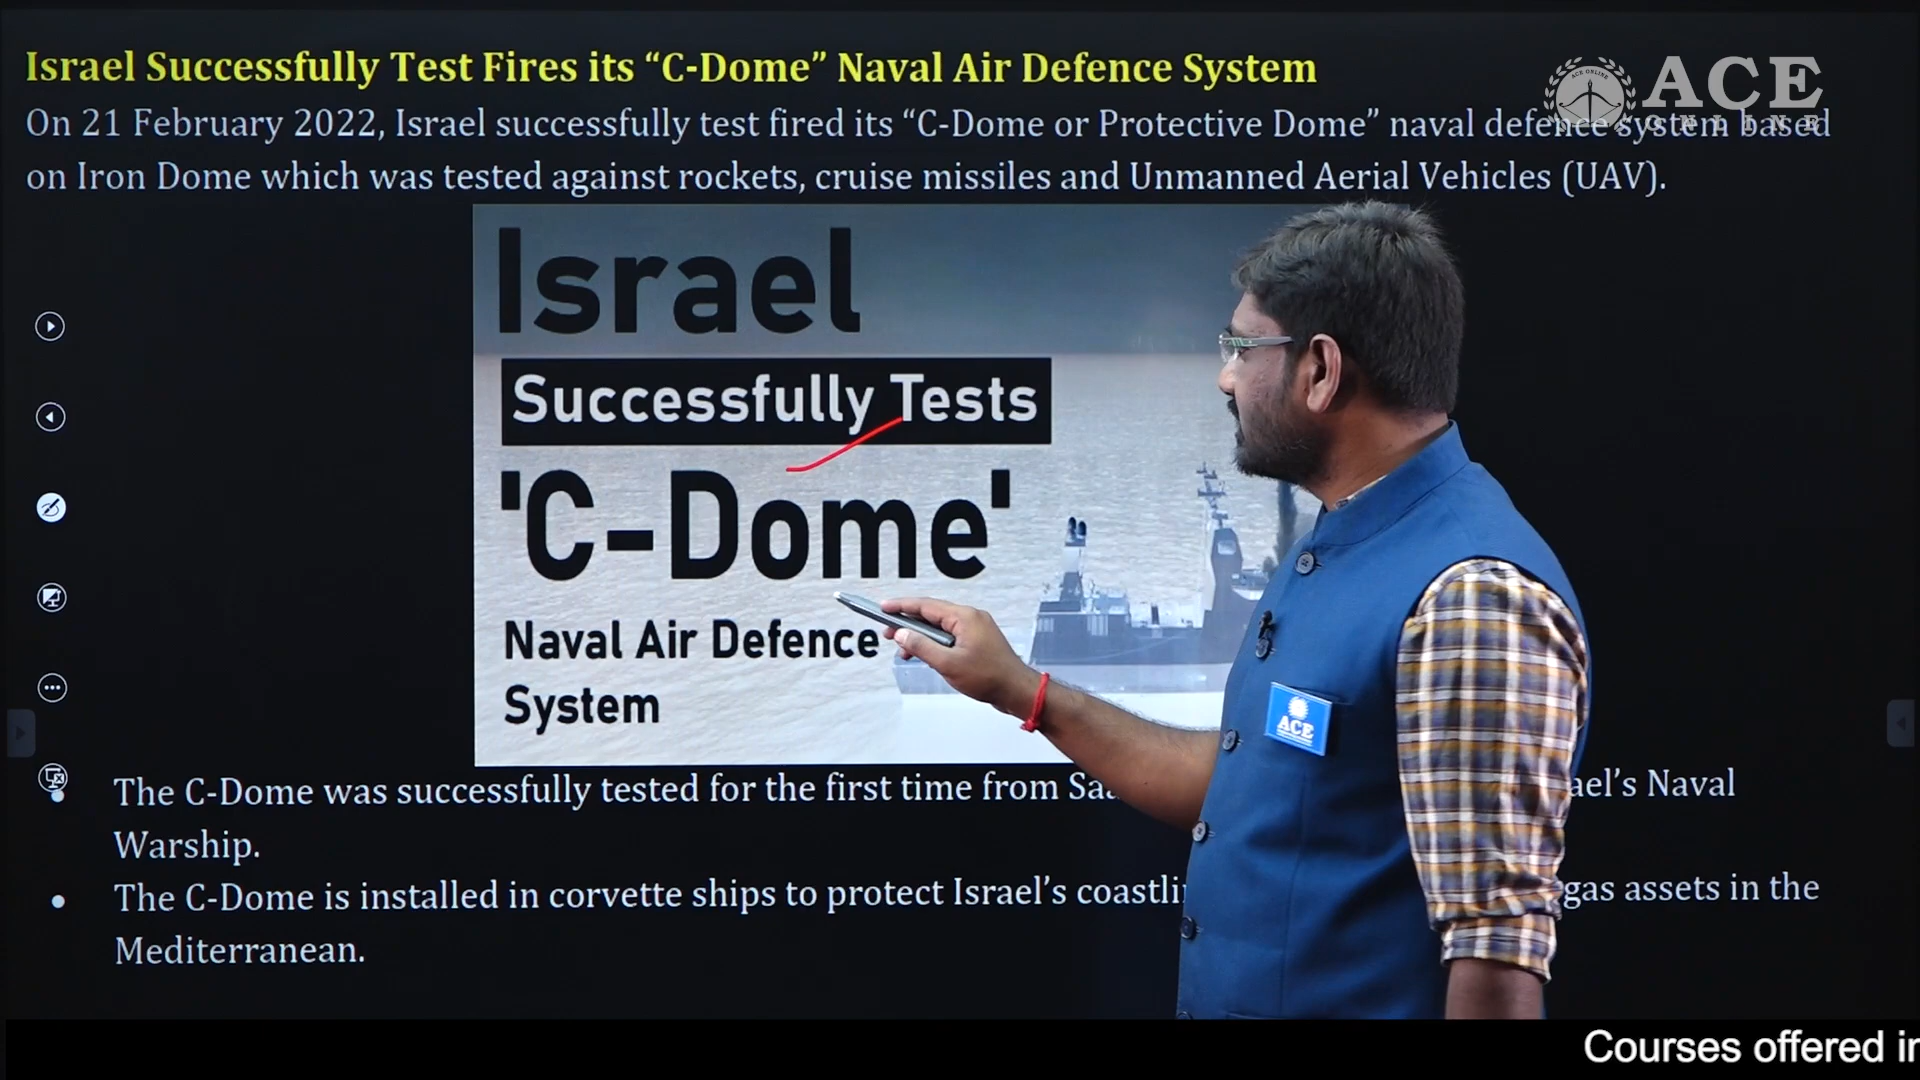 Israel Successfully Test Fires its “C-Dome” Naval Air Defence System
ACE
ONLINE
ACE ONLINE
On 21 February 2022, Israel successfully test fired its “C-Dome or Protective Dome” naval defence system based
on Iron Dome which was tested against rockets, cruise missiles and Unmanned Aerial Vehicles (UAV).
Israel
Successfully Tests
'C-Dome'
Naval Air Defence
System
ACE
The C-Dome was successfully tested for the first time from Naval
Warship.
The C-Dome is installed in corvette ships to protect Israel’s gas assets in the
Mediterranean.
Courses offered